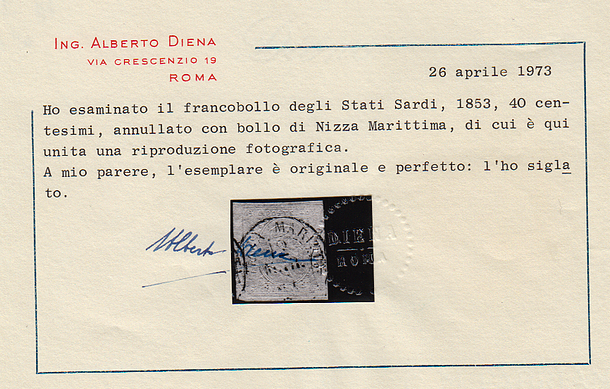 ING. ALBERTO DIENA
VIA CRESCENZIO 19
ROMA
26 aprile 1973
Ho esaminato il francobollo degli Stati Sardi, 1853, 40 cen-
tesimi, annullato con bollo di Nizza Marittima, di cui è qui
unita una riproduzione fotografica.
A mio parere, l'esemplare è originale e perfetto: l'ho sigla
to.
Alberto Diena
DIENA
ROMA